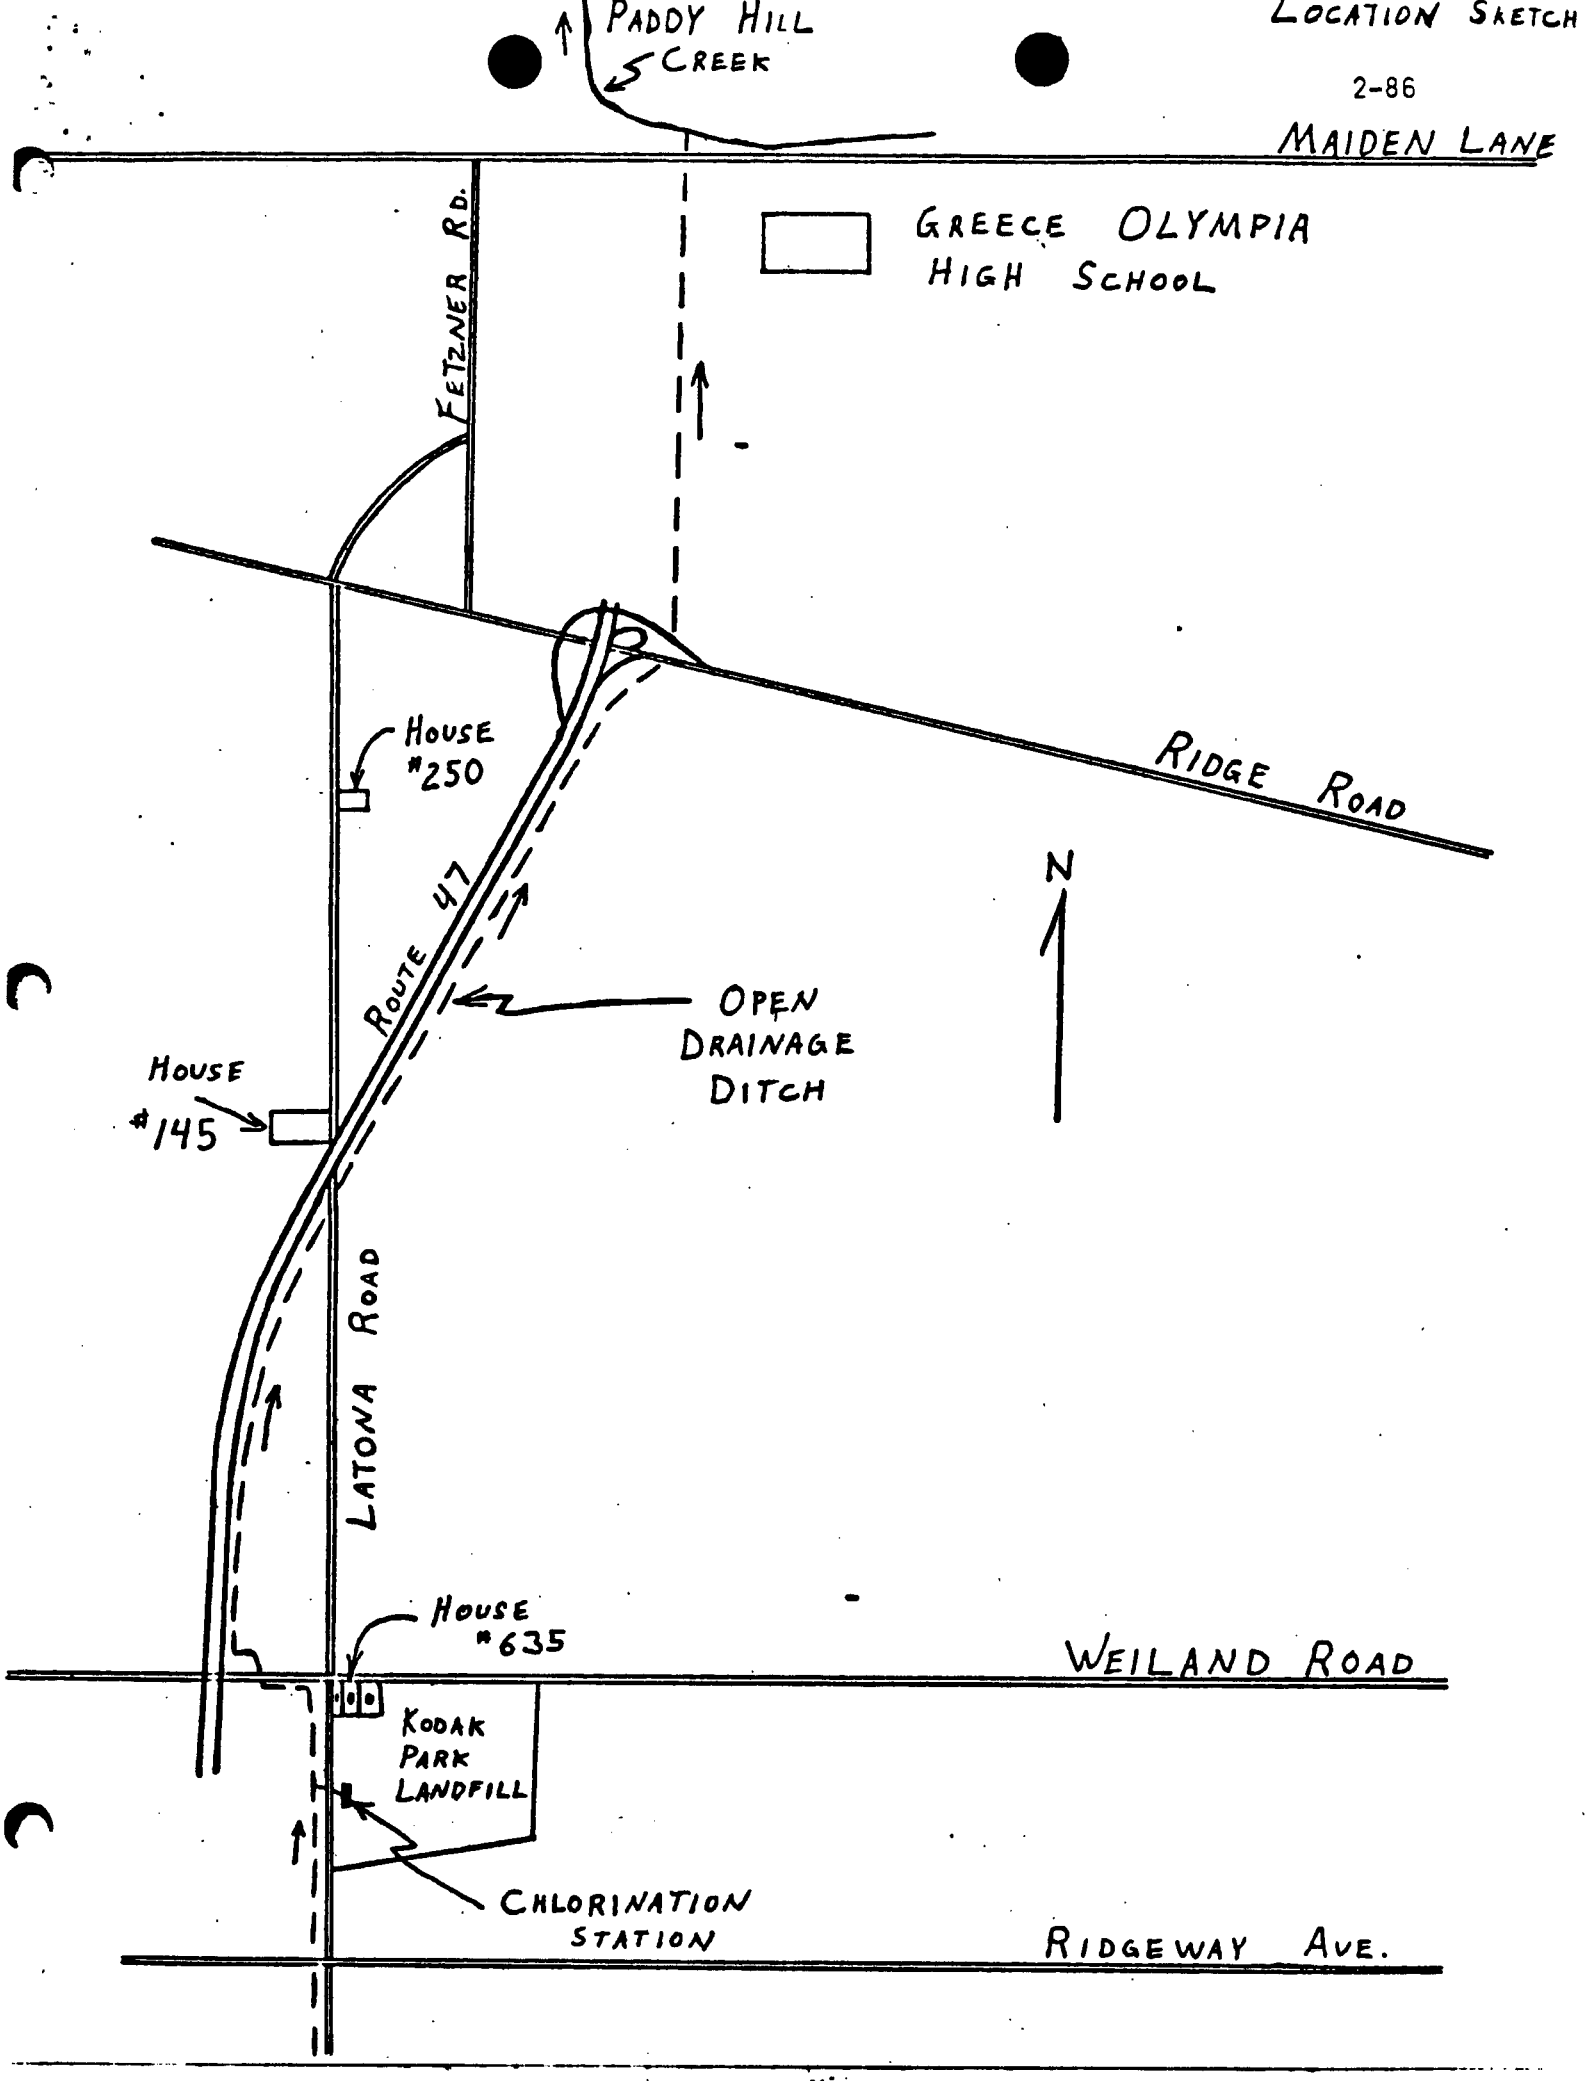 PADDY HILL
CREEK
LOCATION SKETCH
2-86
MAIDEN LANE
FETZNER RD.
GREECE OLYMPIA
HIGH SCHOOL
HOUSE
#250
RIDGE ROAD
N
ROUTE 47
OPEN
DRAINAGE
DITCH
HOUSE
#145
LATONA ROAD
HOUSE
#635
WEILAND ROAD
KODAK
PARK
LANDFILL
CHLORINATION
STATION
RIDGEWAY AVE.